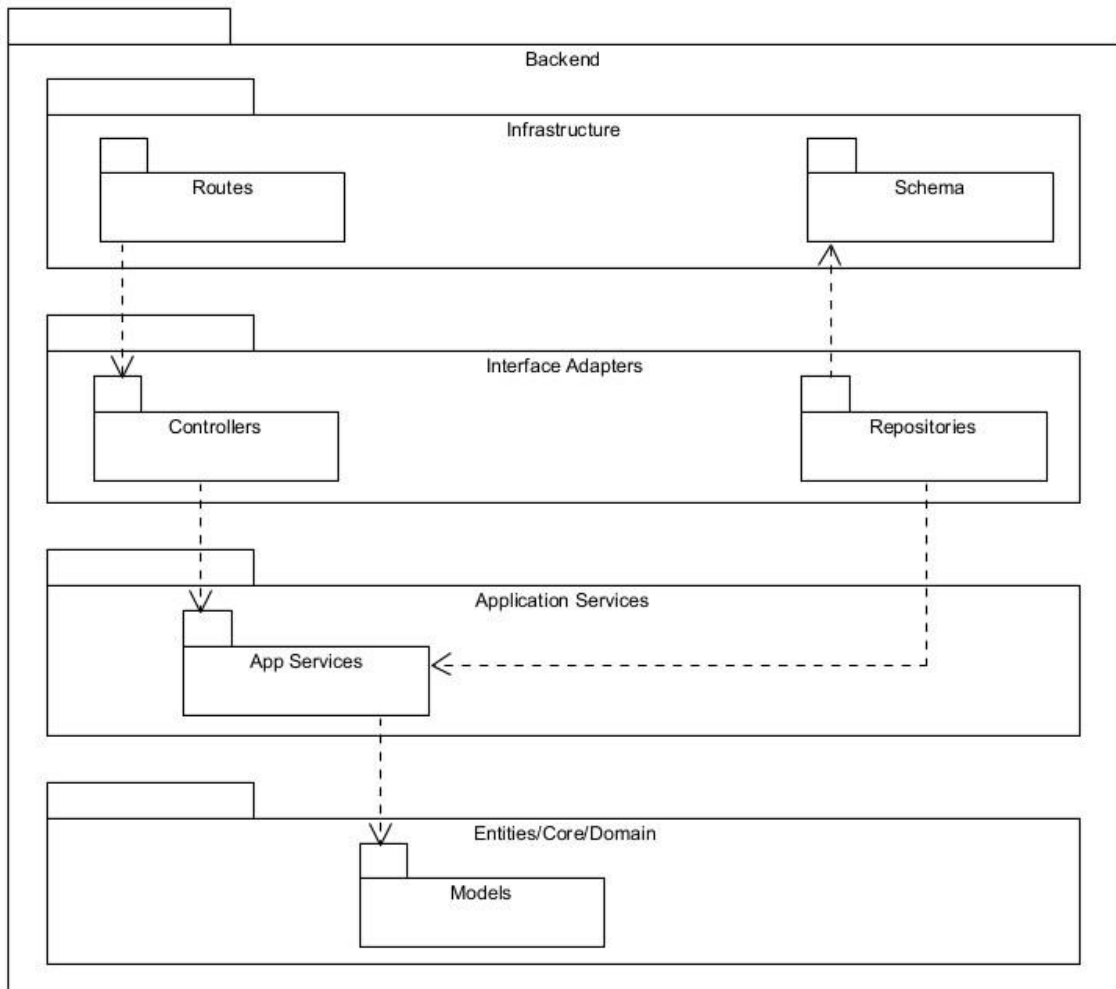 Backend
Infrastructure
Routes
Schema
Interface Adapters
Controllers
Repositories
Application Services
App Services
Entities/Core/Domain
Models